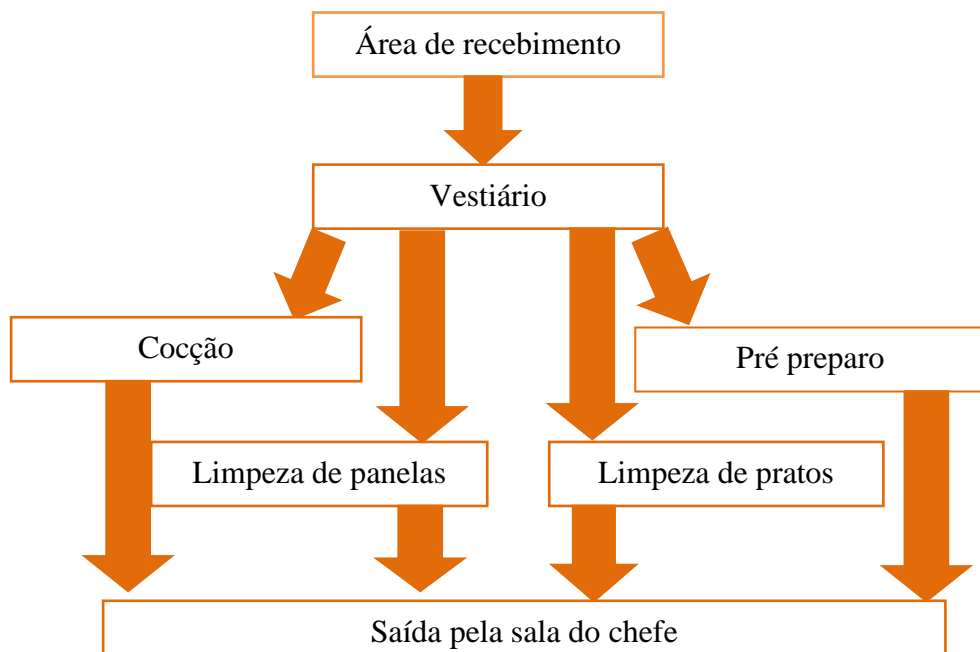 Área de recebimento
Vestiário
Cocção
Pré preparo
Limpeza de panelas
Limpeza de pratos
Saída pela sala do chefe